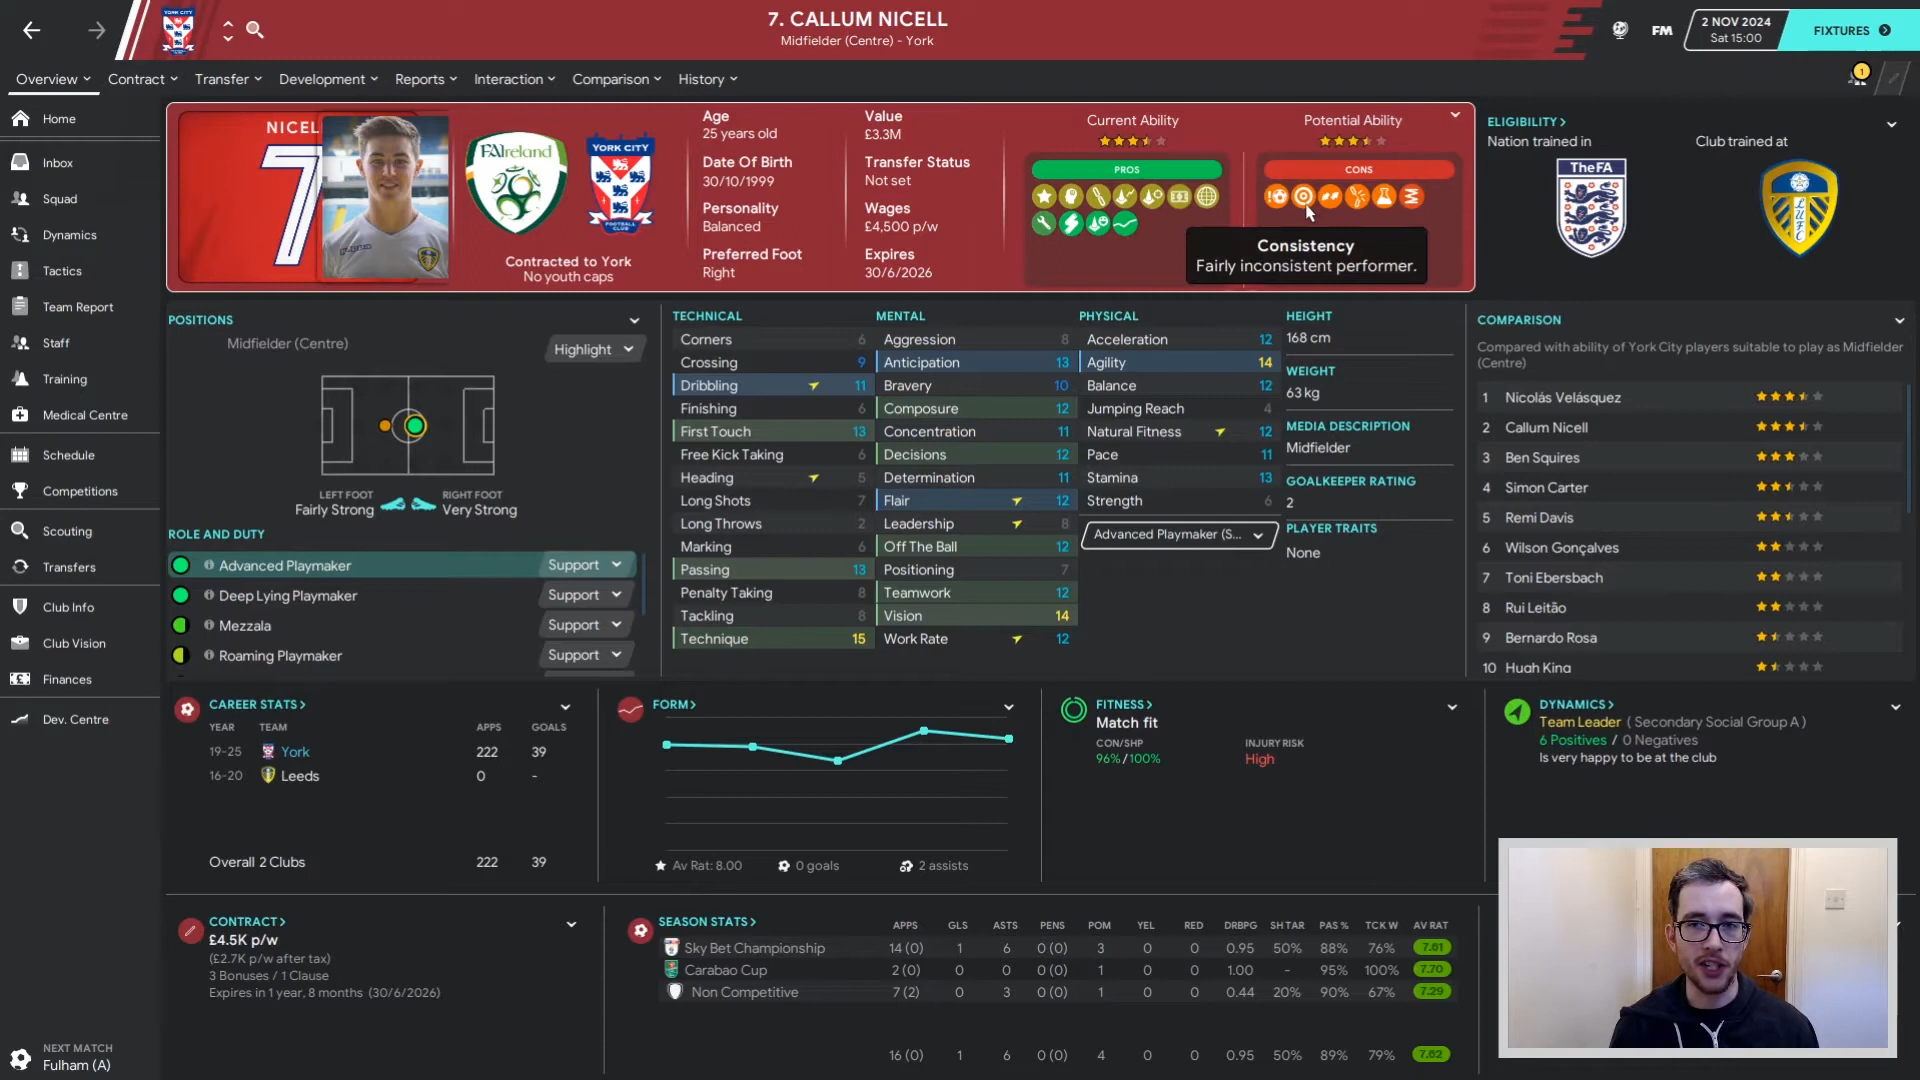 YORK CITY
7. CALLUM NICELL
Midfielder (Centre) - York
FM
2 NOV 2024
Sat 15:00
FIXTURES
Overview
Contract
Transfer
Development
Reports
Interaction
Comparison
History
1
Home
Inbox
Squad
Dynamics
Tactics
Team Report
Staff
Training
Medical Centre
Schedule
Competitions
Scouting
Transfers
Club Info
Club Vision
Finances
Dev. Centre
NEXT MATCH
Fulham (A)
NICEL
7
FAIreland
YORK CITY
FOOTBALL CLUB
Contracted to York
No youth caps
Age
25 years old
Date Of Birth
30/10/1999
Personality
Balanced
Preferred Foot
Right
Value
£3.3M
Transfer Status
Not set
Wages
£4,500 p/w
Expires
30/6/2026
Current Ability
PROS
Potential Ability
CONS
Consistency
Fairly inconsistent performer.
ELIGIBILITY >
Nation trained in
The FA
Club trained at
LUFC
POSITIONS
Midfielder (Centre)
Highlight
LEFT FOOT
Fairly Strong
RIGHT FOOT
Very Strong
ROLE AND DUTY
Advanced Playmaker Support
Deep Lying Playmaker Support
Mezzala Support
Roaming Playmaker Support
TECHNICAL
Corners 6
Crossing 9
Dribbling 11
Finishing 6
First Touch 13
Free Kick Taking 6
Heading 5
Long Shots 7
Long Throws 2
Marking 6
Passing 13
Penalty Taking 8
Tackling 8
Technique 15
MENTAL
Aggression 8
Anticipation 13
Bravery 10
Composure 12
Concentration 11
Decisions 12
Determination 11
Flair 12
Leadership 8
Off The Ball 12
Positioning 7
Teamwork 12
Vision 14
Work Rate 12
PHYSICAL
Acceleration 12
Agility 14
Balance 12
Jumping Reach 4
Natural Fitness 12
Pace 11
Stamina 13
Strength 6
Advanced Playmaker (S...
HEIGHT
168 cm
WEIGHT
63 kg
MEDIA DESCRIPTION
Midfielder
GOALKEEPER RATING
2
PLAYER TRAITS
None
COMPARISON
Compared with ability of York City players suitable to play as Midfielder
(Centre)
1 Nicolás Velásquez
2 Callum Nicell
3 Ben Squires
4 Simon Carter
5 Remi Davis
6 Wilson Gonçalves
7 Toni Ebersbach
8 Rui Leitão
9 Bernardo Rosa
10 Hugh King
CAREER STATS >
YEAR TEAM APPS GOALS
19-25 York 222 39
16-20 Leeds 0 -
Overall 2 Clubs 222 39
FORM >
Av Rat: 8.00 0 goals 2 assists
FITNESS >
Match fit
CON/SHP
96% / 100%
INJURY RISK
High
DYNAMICS >
Team Leader ( Secondary Social Group A )
6 Positives / 0 Negatives
Is very happy to be at the club
CONTRACT >
£4.5K p/w
(£2.7K p/w after tax)
3 Bonuses / 1 Clause
Expires in 1 year, 8 months (30/6/2026)
SEASON STATS > APPS GLS ASTS PENS POM YEL RED DRBPG SH TAR PAS % TCK W AV RAT
Sky Bet Championship 14 (0) 1 6 0 (0) 3 0 0 0.95 50% 88% 76% 7.61
Carabao Cup 2 (0) 0 0 0 (0) 1 0 0 1.00 - 95% 100% 7.70
Non Competitive 7 (2) 0 3 0 (0) 1 0 0 0.44 20% 90% 67% 7.29
16 (0) 1 6 0 (0) 4 0 0 0.95 50% 89% 79% 7.62